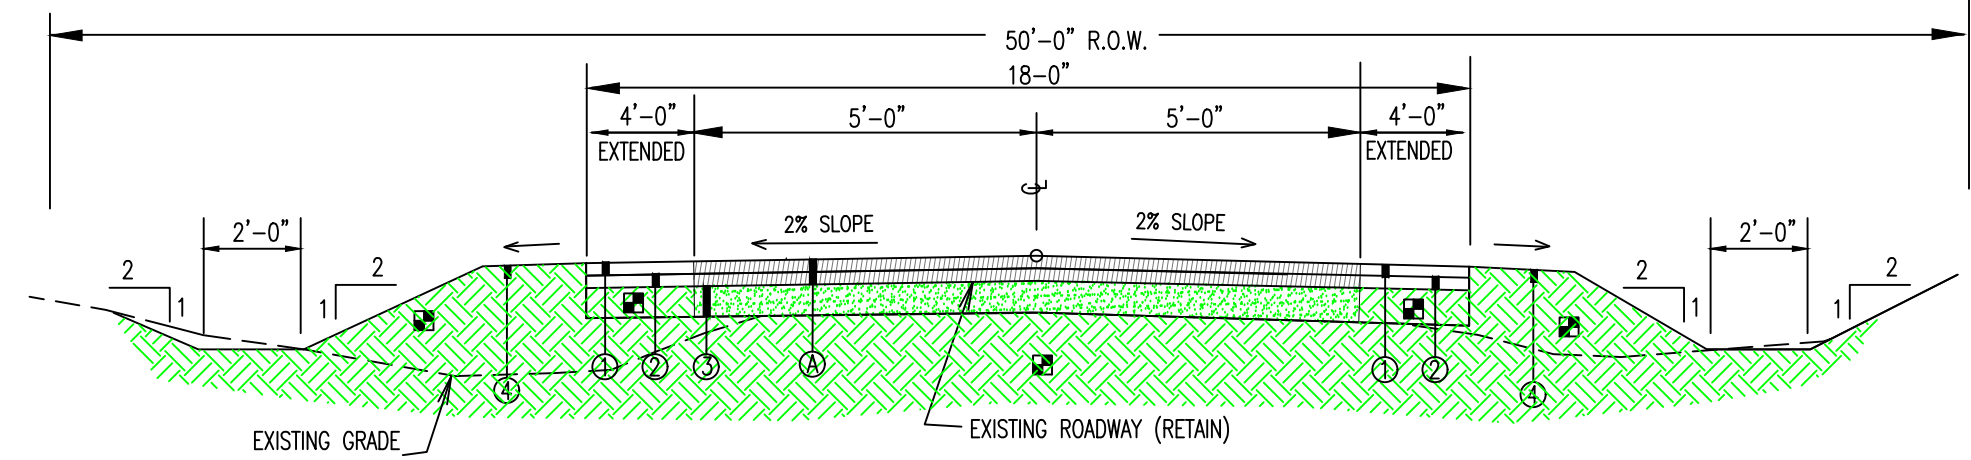 50'-0" R.O.W.
18-0"
4'-0" 5'-0" 5'-0" 4'-0"
EXTENDED EXTENDED
CL
2% SLOPE 2% SLOPE
2'-0" 2'-0"
2 2 2 2
1 1 1 1
1 2 3 A 1 2
4 4
EXISTING GRADE EXISTING ROADWAY (RETAIN)